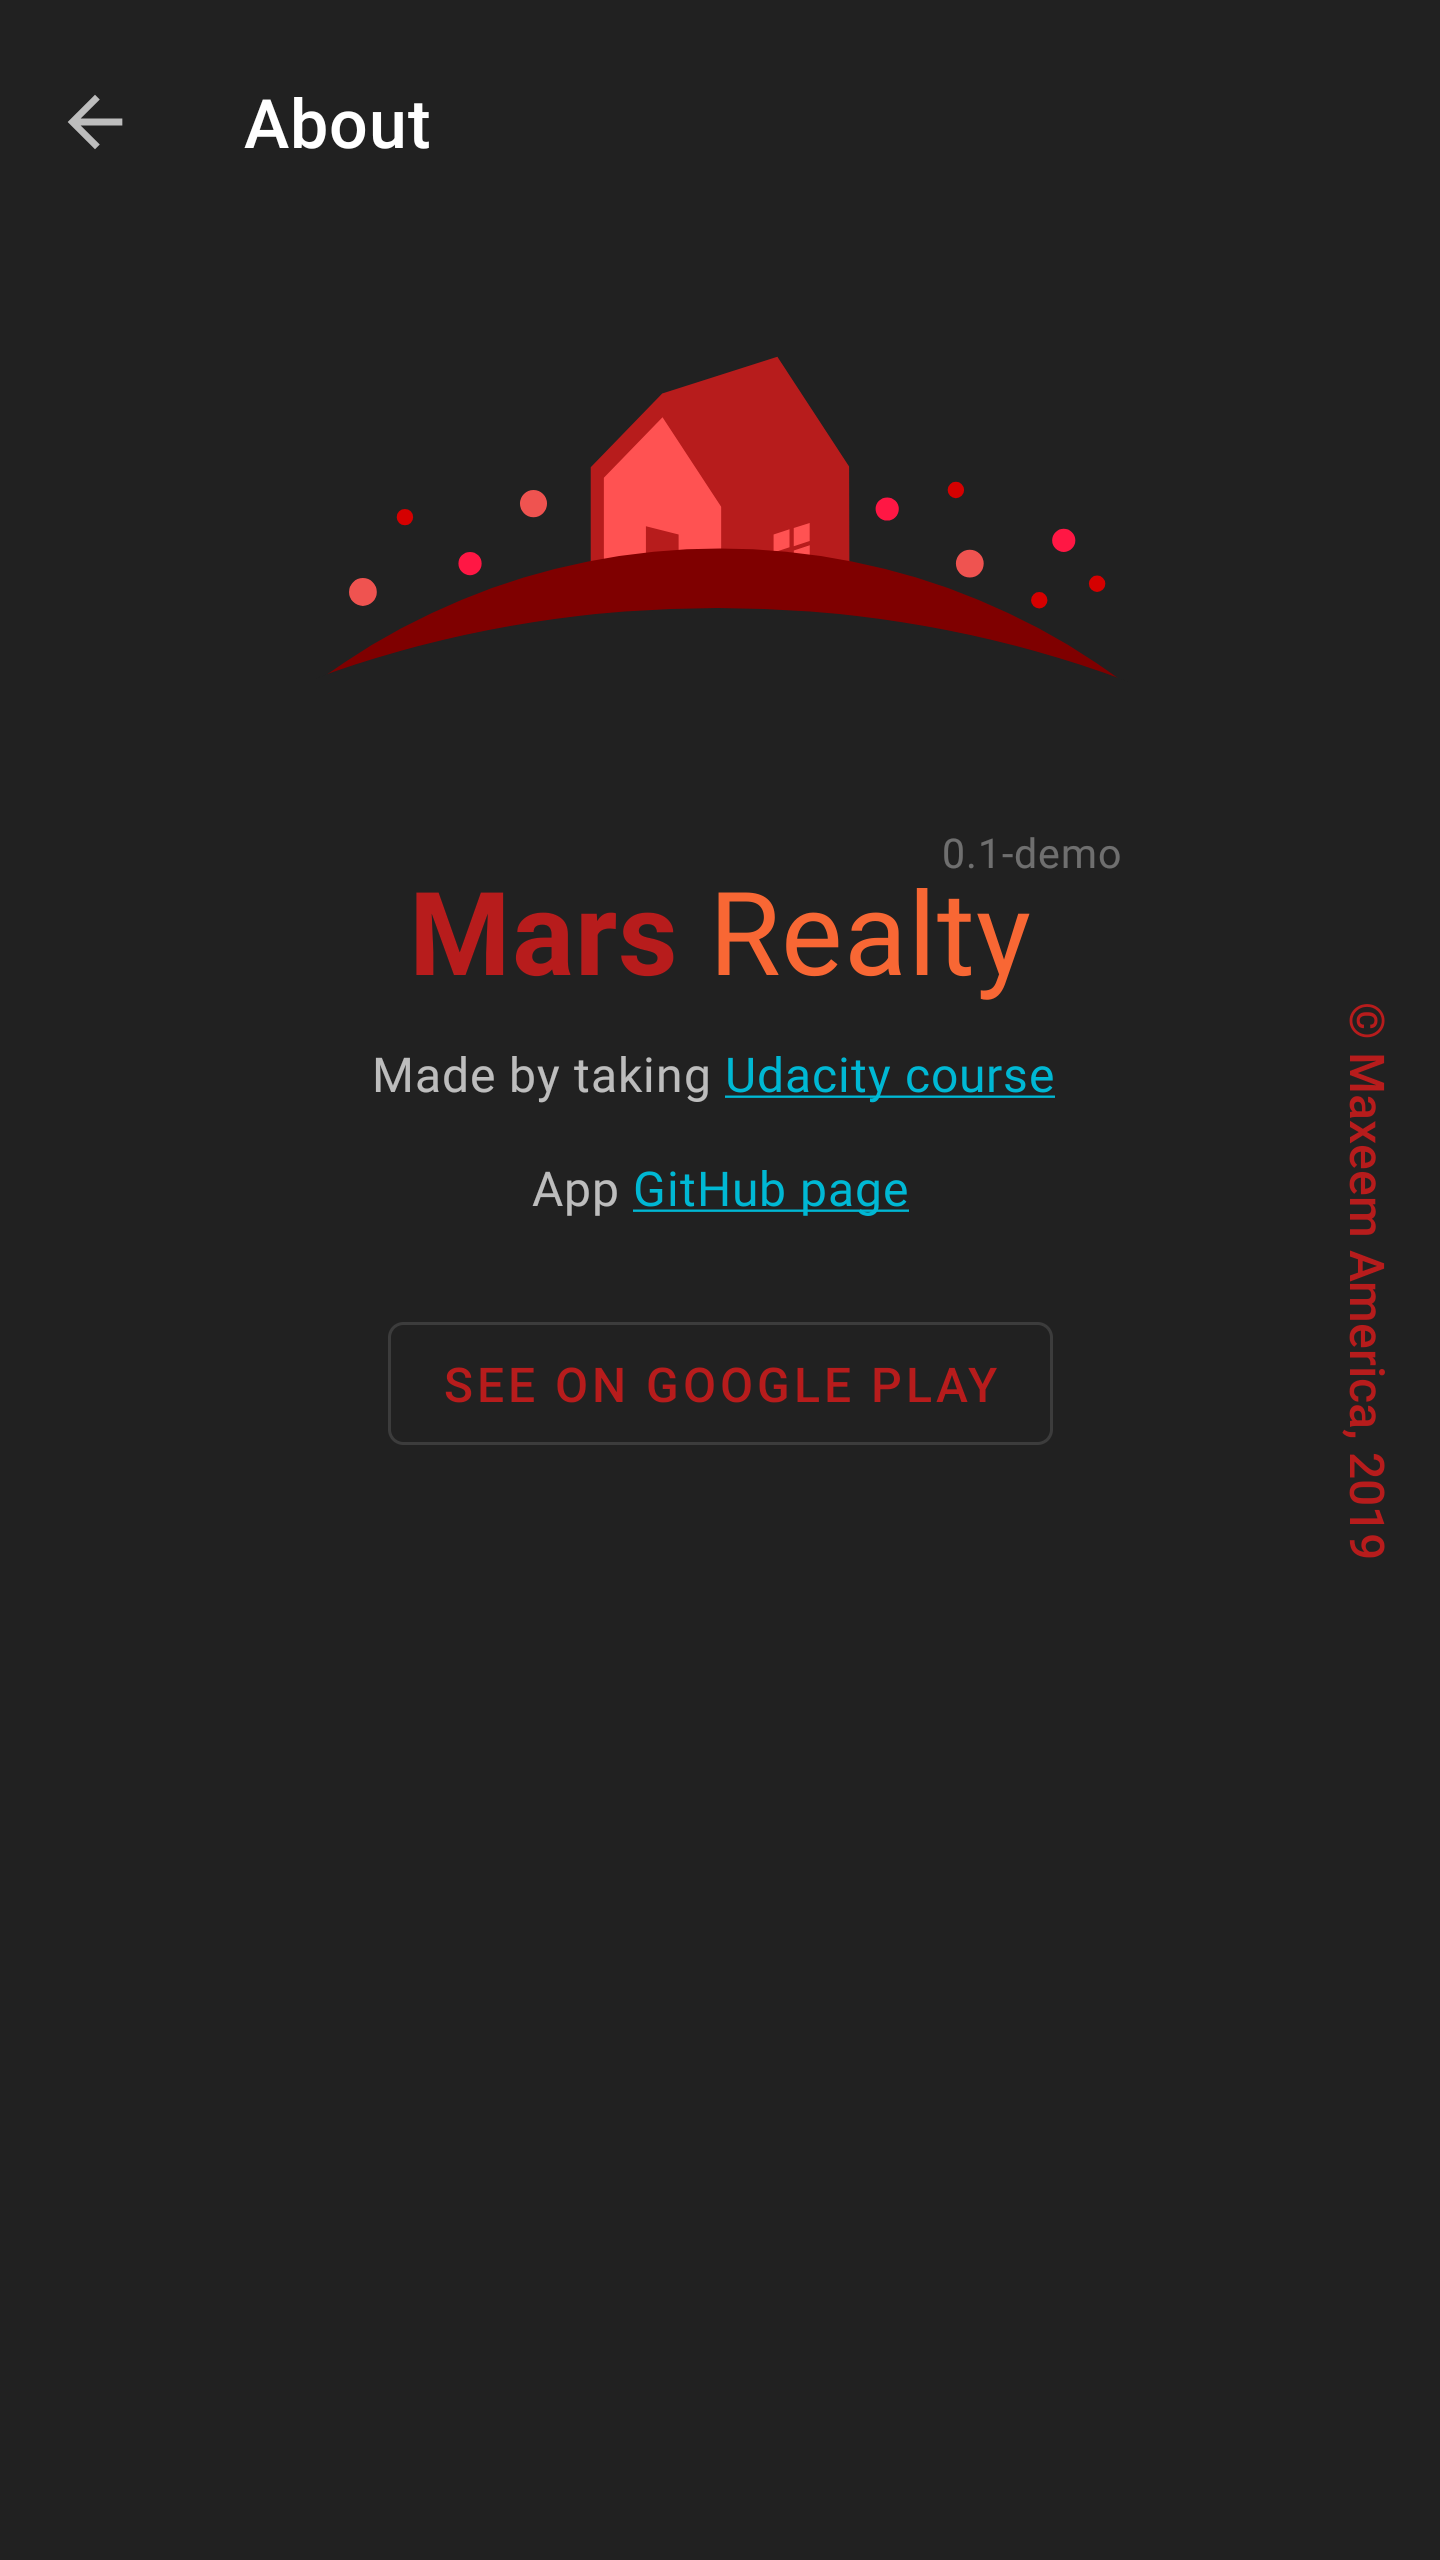 About
0.1-demo
Mars Realty
Made by taking Udacity course
App GitHub page
SEE ON GOOGLE PLAY
© Maxeem America, 2019